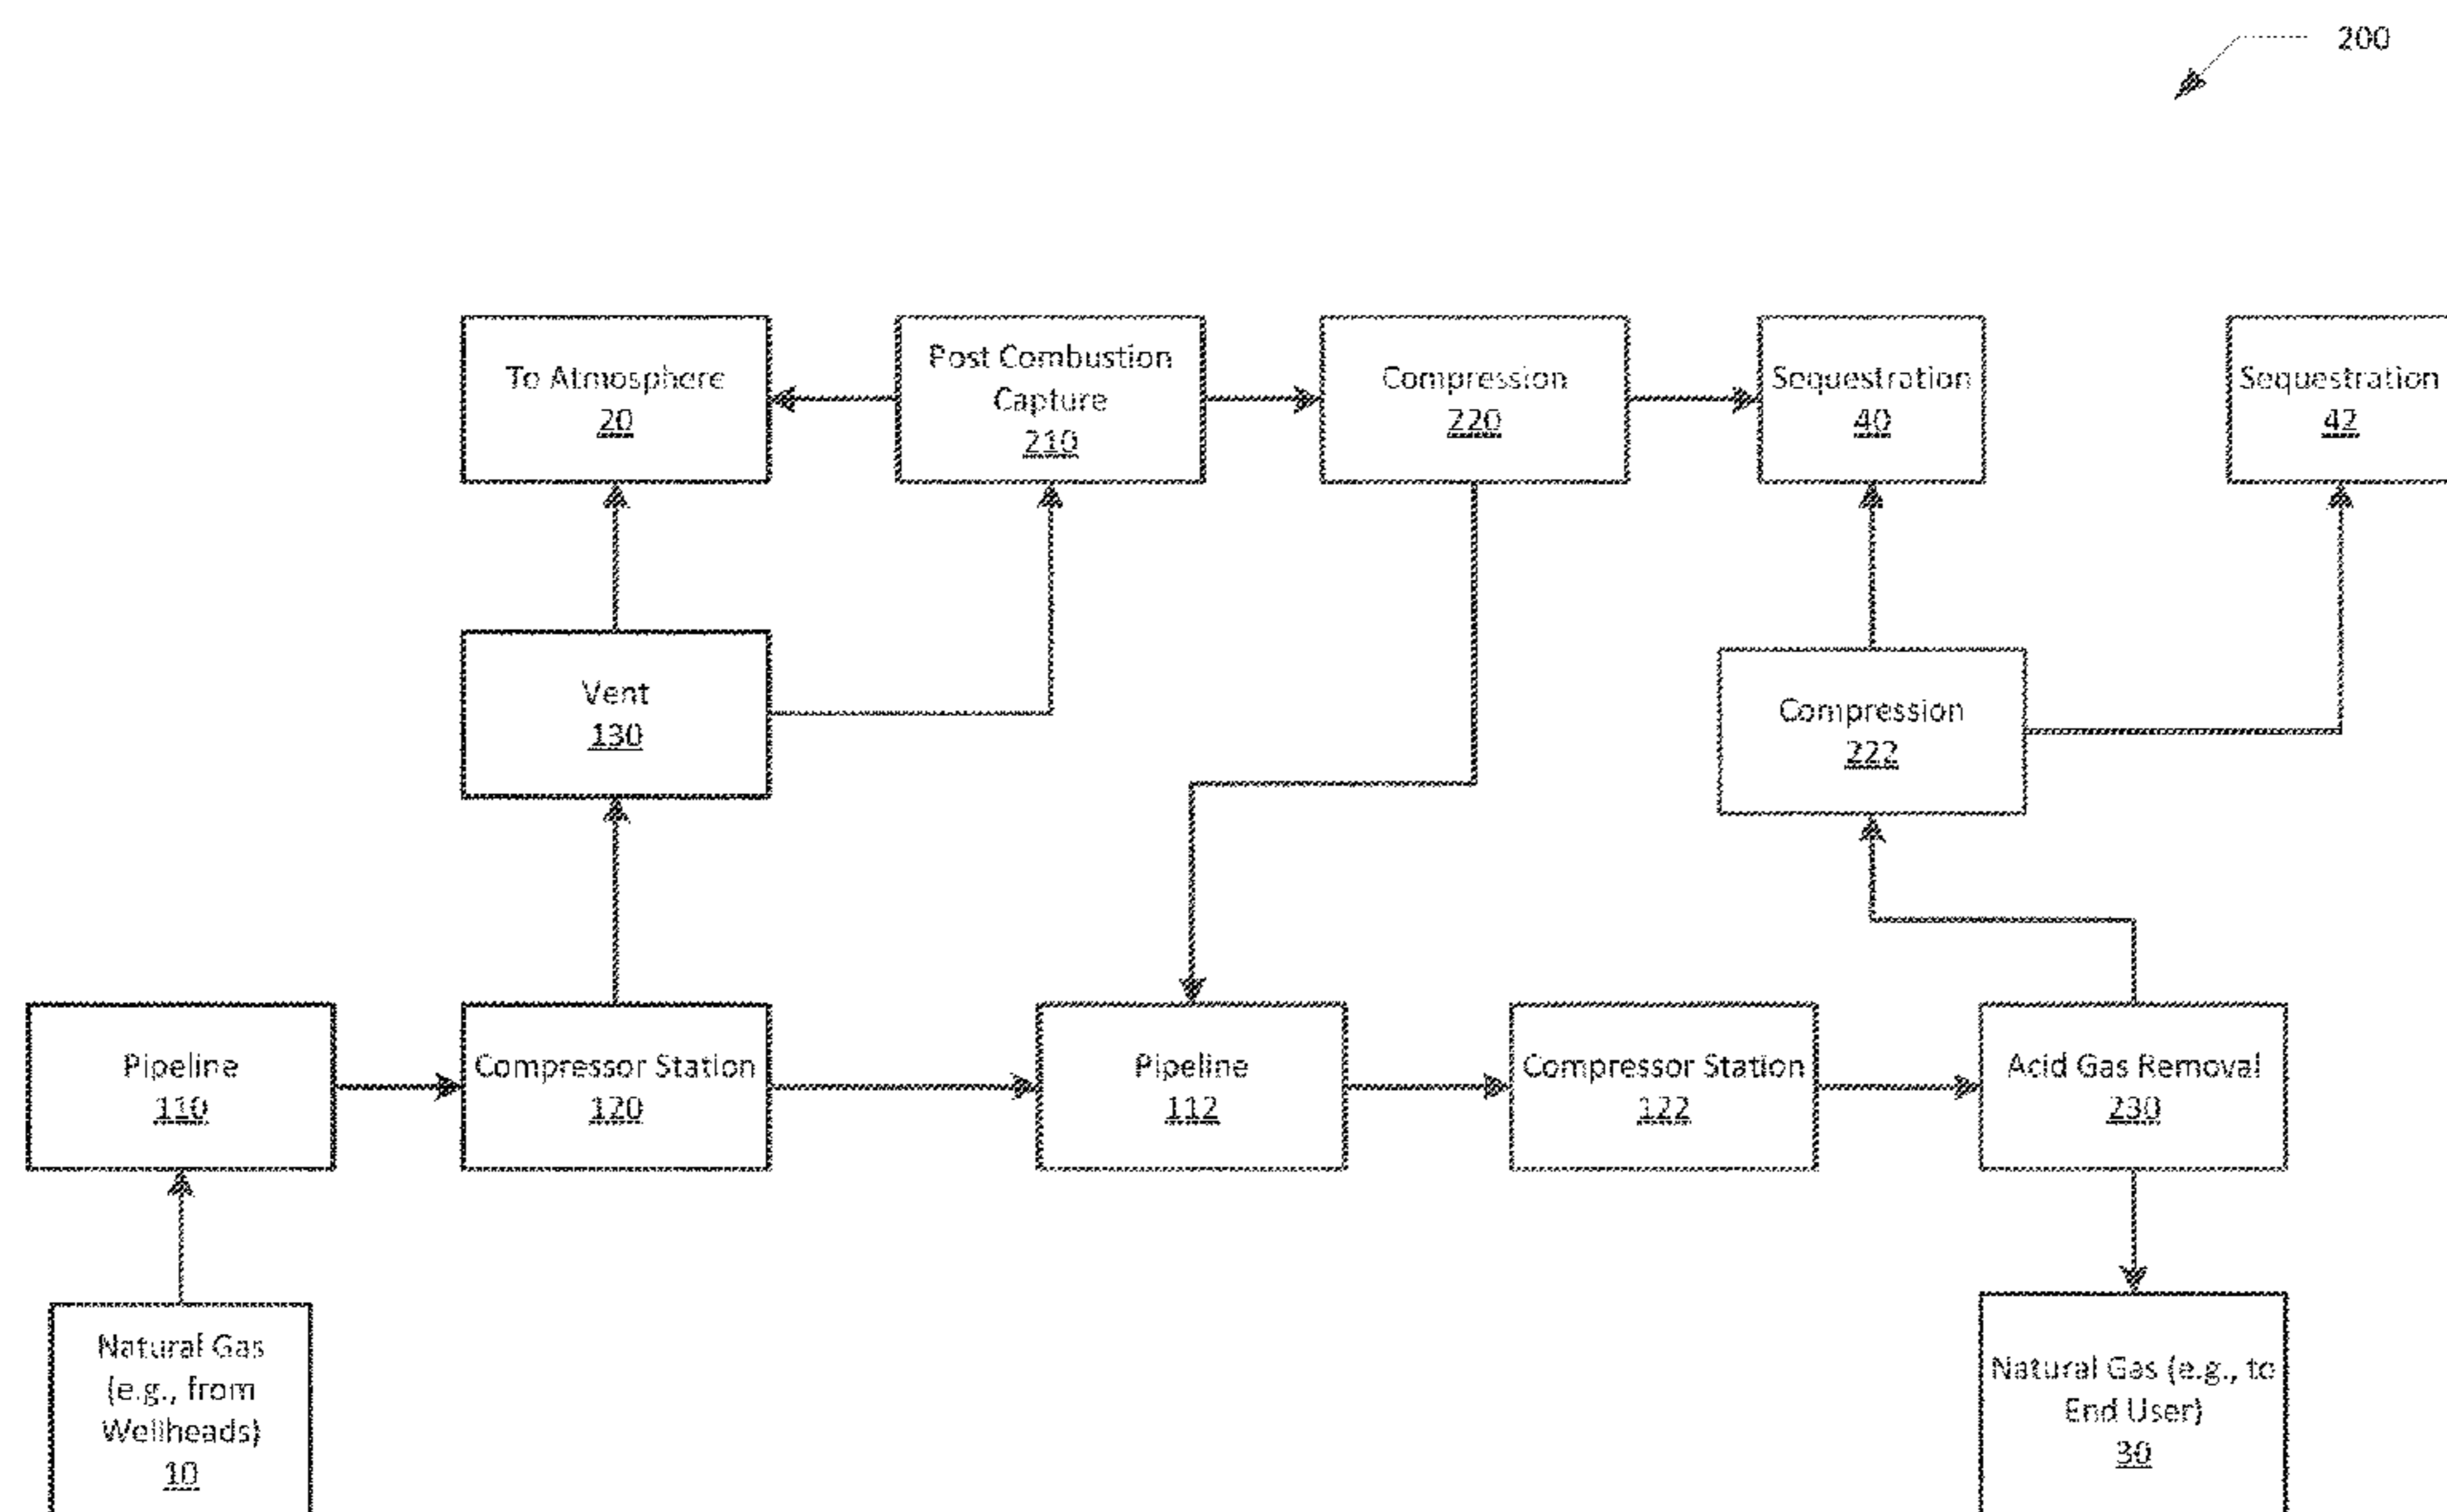 200
To Atmosphere
20
Post Combustion
Capture
210
Compression
220
Sequestration
40
Sequestration
42
Vent
130
Compression
222
Pipeline
110
Compressor Station
120
Pipeline
112
Compressor Station
122
Acid Gas Removal
230
Natural Gas
(e.g., from
Wellheads)
10
Natural Gas (e.g., to
End User)
30